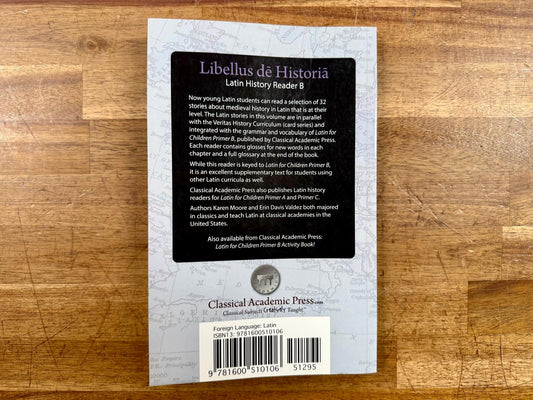 Libellus dē Historiā
Latin History Reader B
Now young Latin students can read a selection of 32
stories about medieval history in Latin that is at their
level. The Latin stories in this volume are in parallel
with the Veritas History Curriculum (card series) and
integrated with the grammar and vocabulary of Latin for
Children Primer B, published by Classical Academic Press.
Each reader contains glosses for new words in each
chapter and a full glossary at the end of the book.
While this reader is keyed to Latin for Children Primer B,
it is an excellent supplementary text for students using
other Latin curricula as well.
Classical Academic Press also publishes Latin history
readers for Latin for Children Primer A and Primer C.
Authors Karen Moore and Erin Davis Valdez both majored
in classics and teach Latin at classical academies in the
United States.
Also available from Classical Academic Press:
Latin for Children Primer B Activity Book!
Classical Academic Press.com
Classical Subjects Creatively Taught™
Foreign Language: Latin
ISBN13: 9781600510106
9 781600 510106
51295